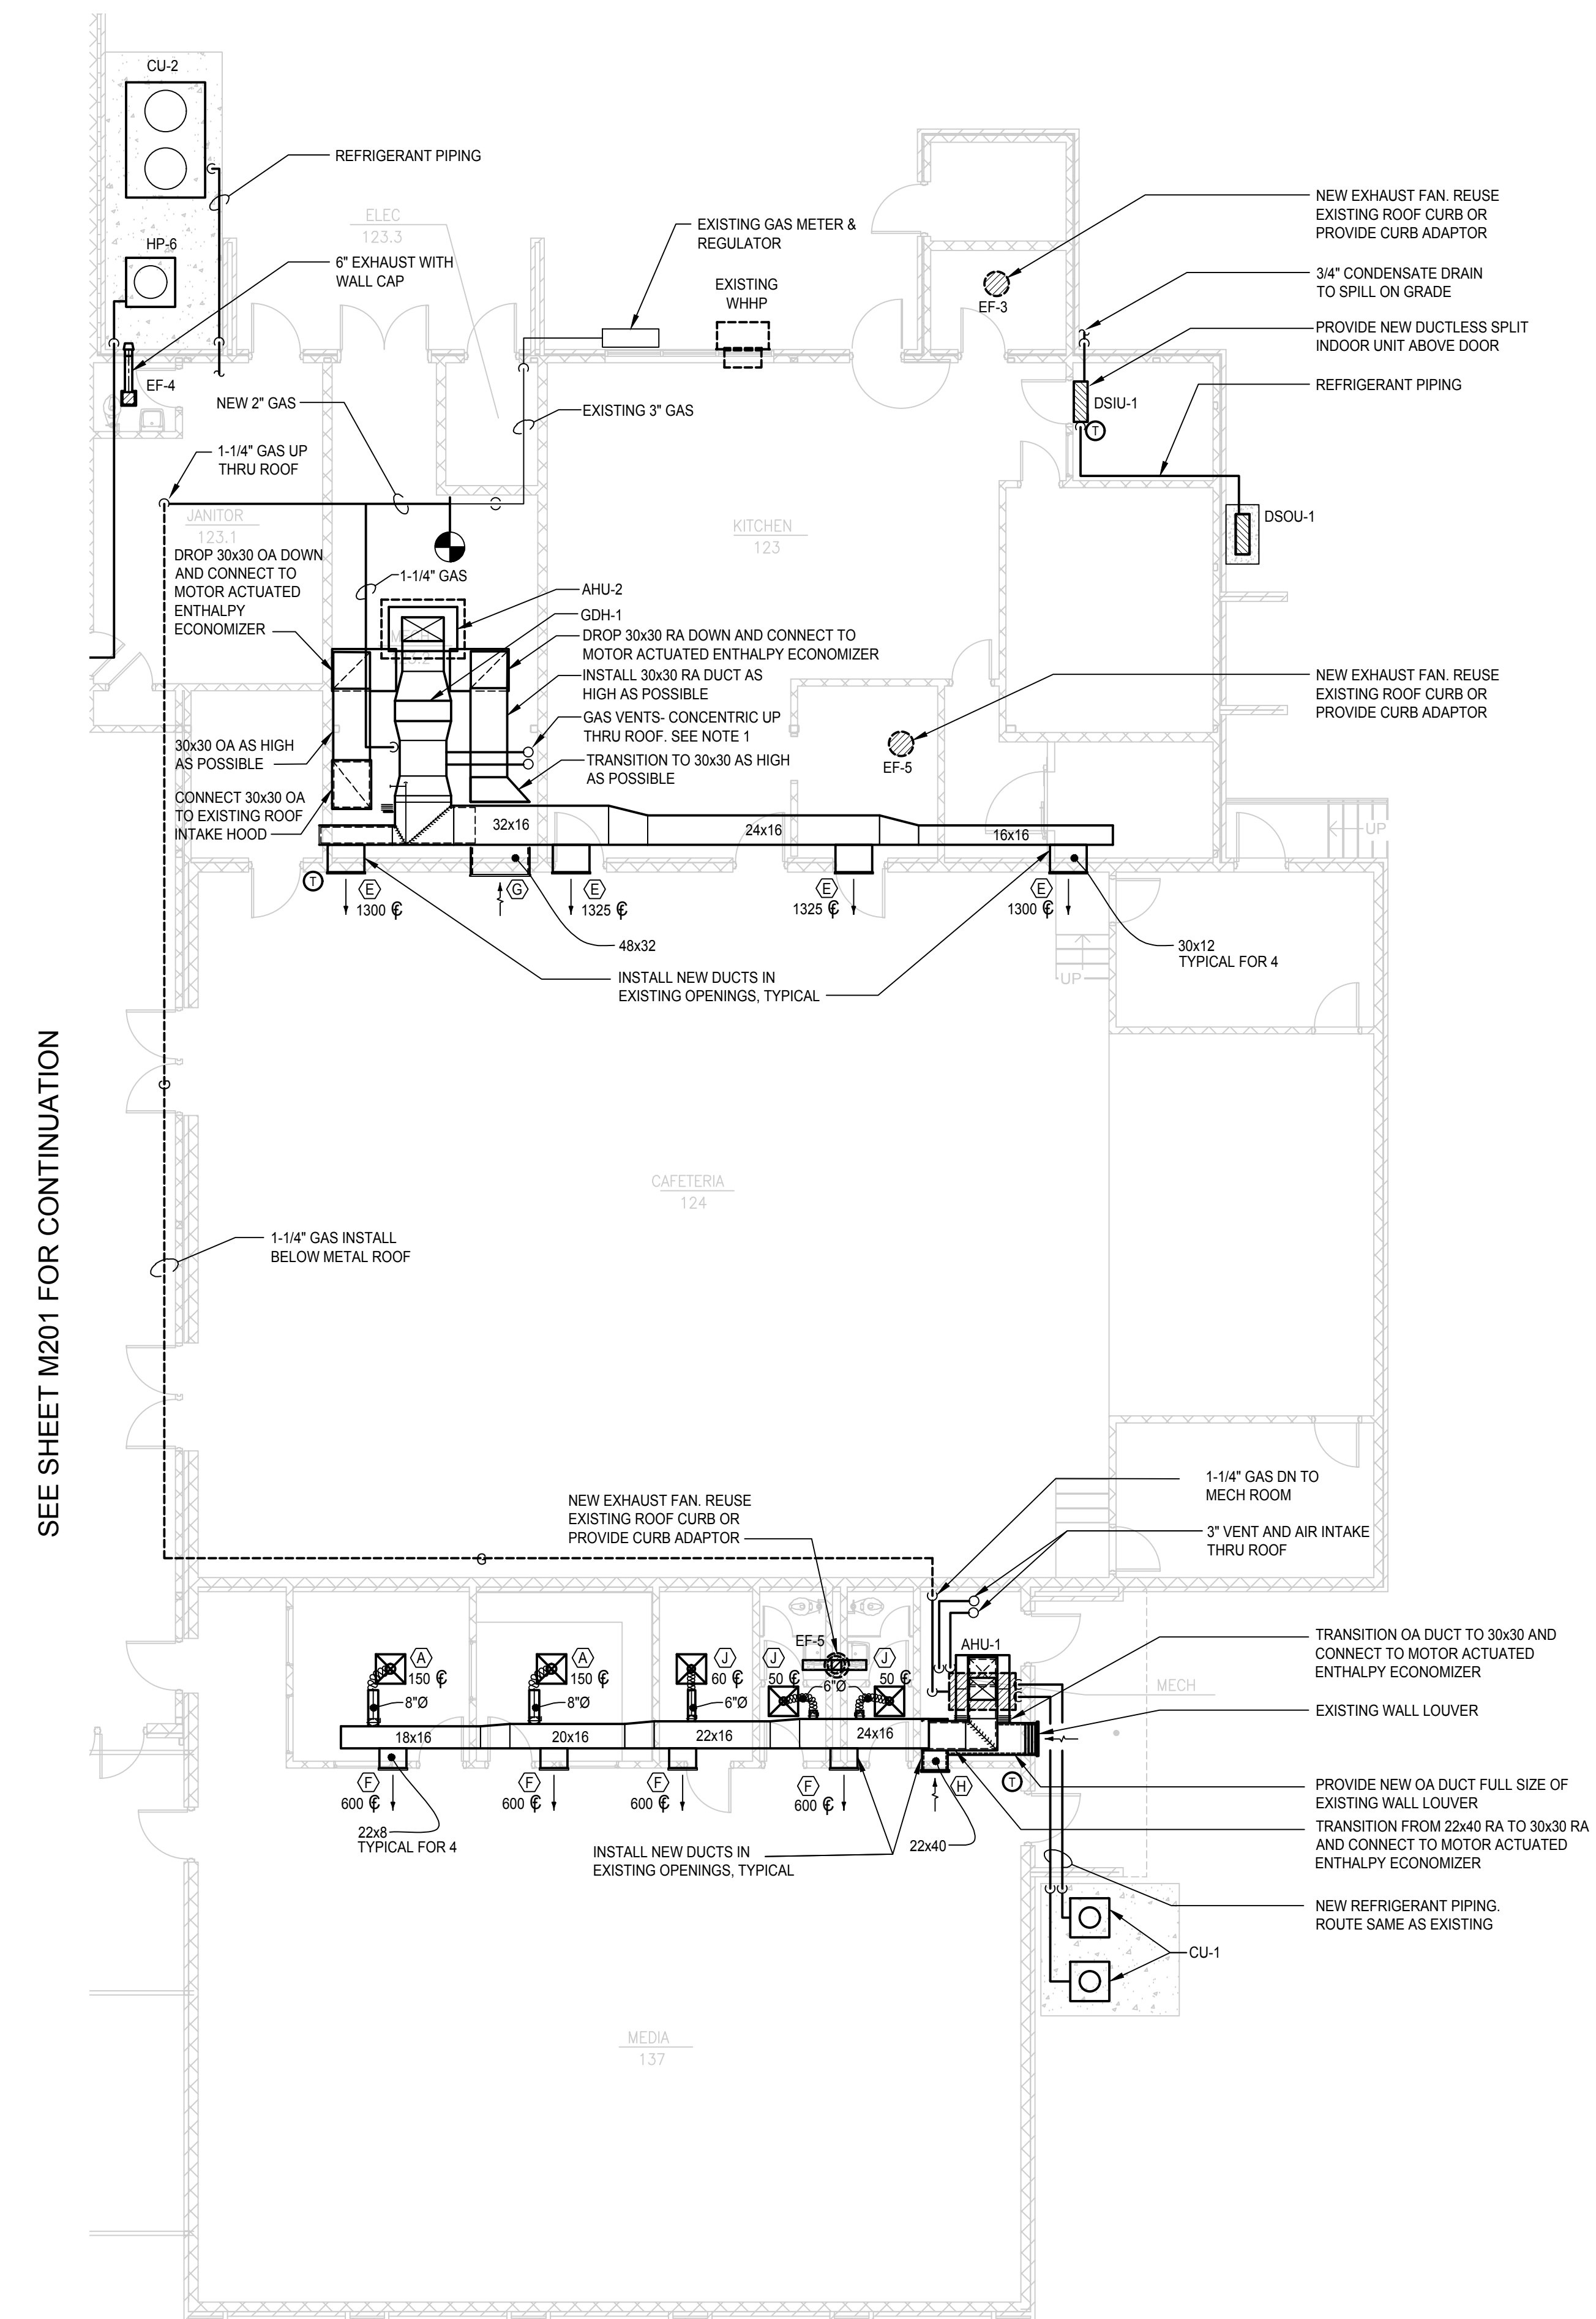 CU-2
REFRIGERANT PIPING
ELEC
123.3
HP-6
6" EXHAUST WITH
WALL CAP
EF-4
EXISTING GAS METER &
REGULATOR
EXISTING
WHHP
NEW EXHAUST FAN. REUSE
EXISTING ROOF CURB OR
PROVIDE CURB ADAPTOR
EF-3
3/4" CONDENSATE DRAIN
TO SPILL ON GRADE
PROVIDE NEW DUCTLESS SPLIT
INDOOR UNIT ABOVE DOOR
REFRIGERANT PIPING
DSIU-1
T
DSOU-1
NEW 2" GAS
EXISTING 3" GAS
1-1/4" GAS UP
THRU ROOF
JANITOR
123.1
KITCHEN
123
DROP 30x30 OA DOWN
AND CONNECT TO
MOTOR ACTUATED
ENTHALPY
ECONOMIZER
1-1/4" GAS
AHU-2
GDH-1
DROP 30x30 RA DOWN AND CONNECT TO
MOTOR ACTUATED ENTHALPY ECONOMIZER
INSTALL 30x30 RA DUCT AS
HIGH AS POSSIBLE
GAS VENTS- CONCENTRIC UP
THRU ROOF. SEE NOTE 1
TRANSITION TO 30x30 AS HIGH
AS POSSIBLE
30x30 OA AS HIGH
AS POSSIBLE
CONNECT 30x30 OA
TO EXISTING ROOF
INTAKE HOOD
NEW EXHAUST FAN. REUSE
EXISTING ROOF CURB OR
PROVIDE CURB ADAPTOR
EF-5
32x16
24x16
16x16
UP
T
E
1300
G
E
1325
E
1325
E
1300
48x32
30x12
TYPICAL FOR 4
UP
INSTALL NEW DUCTS IN
EXISTING OPENINGS, TYPICAL
SEE SHEET M201 FOR CONTINUATION
CAFETERIA
124
1-1/4" GAS INSTALL
BELOW METAL ROOF
NEW EXHAUST FAN. REUSE
EXISTING ROOF CURB OR
PROVIDE CURB ADAPTOR
1-1/4" GAS DN TO
MECH ROOM
3" VENT AND AIR INTAKE
THRU ROOF
EF-5
AHU-1
A
150
A
150
J
60
J
50
J
50
8"Ø
8"Ø
6"Ø
6"Ø
MECH
TRANSITION OA DUCT TO 30x30 AND
CONNECT TO MOTOR ACTUATED
ENTHALPY ECONOMIZER
EXISTING WALL LOUVER
18x16
20x16
22x16
24x16
F
600
F
600
F
600
F
600
H
T
22x8
TYPICAL FOR 4
22x40
INSTALL NEW DUCTS IN
EXISTING OPENINGS, TYPICAL
PROVIDE NEW OA DUCT FULL SIZE OF
EXISTING WALL LOUVER
TRANSITION FROM 22x40 RA TO 30x30 RA
AND CONNECT TO MOTOR ACTUATED
ENTHALPY ECONOMIZER
NEW REFRIGERANT PIPING.
ROUTE SAME AS EXISTING
CU-1
MEDIA
137